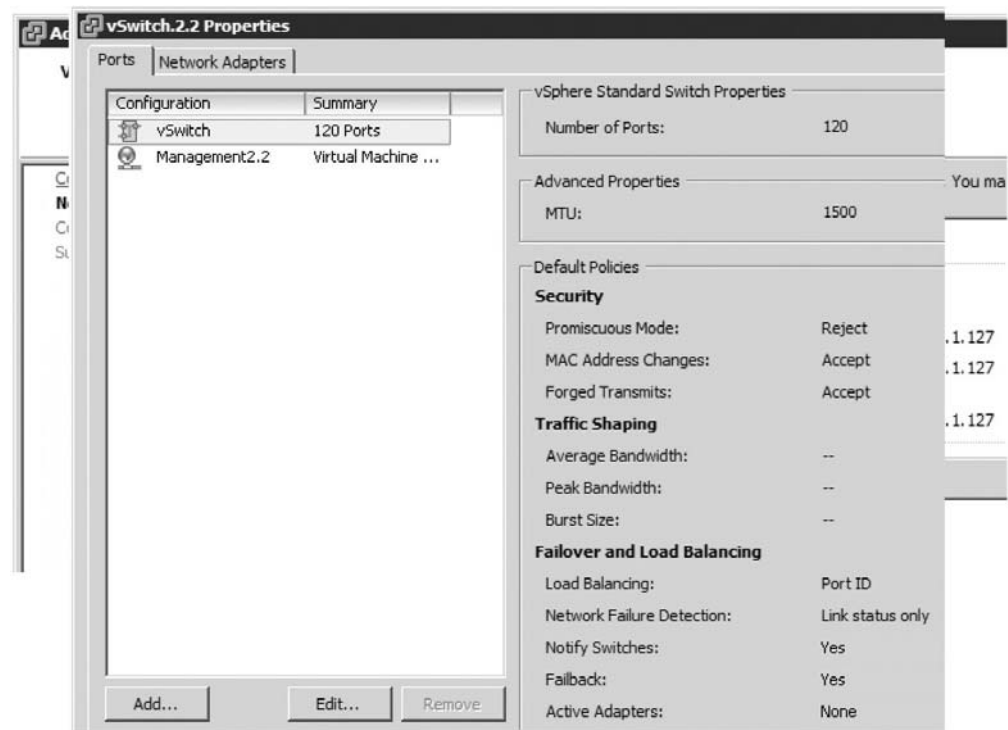 Ac
vSwitch.2.2 Properties
V
Ports Network Adapters
Configuration Summary
vSwitch 120 Ports
Management2.2 Virtual Machine ...
vSphere Standard Switch Properties
Number of Ports: 120
Advanced Properties
MTU: 1500
Default Policies
Security
Promiscuous Mode: Reject
MAC Address Changes: Accept
Forged Transmits: Accept
Traffic Shaping
Average Bandwidth: --
Peak Bandwidth: --
Burst Size: --
Failover and Load Balancing
Load Balancing: Port ID
Network Failure Detection: Link status only
Notify Switches: Yes
Failback: Yes
Active Adapters: None
Add... Edit... Remove
You ma
.1.127
.1.127
.1.127